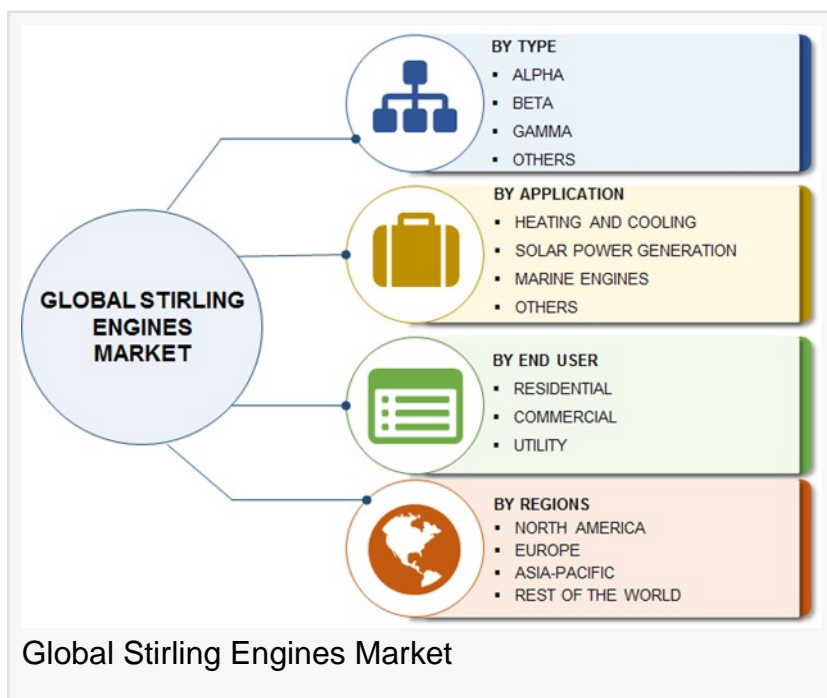 GLOBAL STIRLING
ENGINES
MARKET
BY TYPE
▪ ALPHA
▪ BETA
▪ GAMMA
▪ OTHERS
BY APPLICATION
▪ HEATING AND COOLING
▪ SOLAR POWER GENERATION
▪ MARINE ENGINES
▪ OTHERS
BY END USER
▪ RESIDENTIAL
▪ COMMERCIAL
▪ UTILITY
BY REGIONS
▪ NORTH AMERICA
▪ EUROPE
▪ ASIA-PACIFIC
▪ REST OF THE WORLD
Global Stirling Engines Market